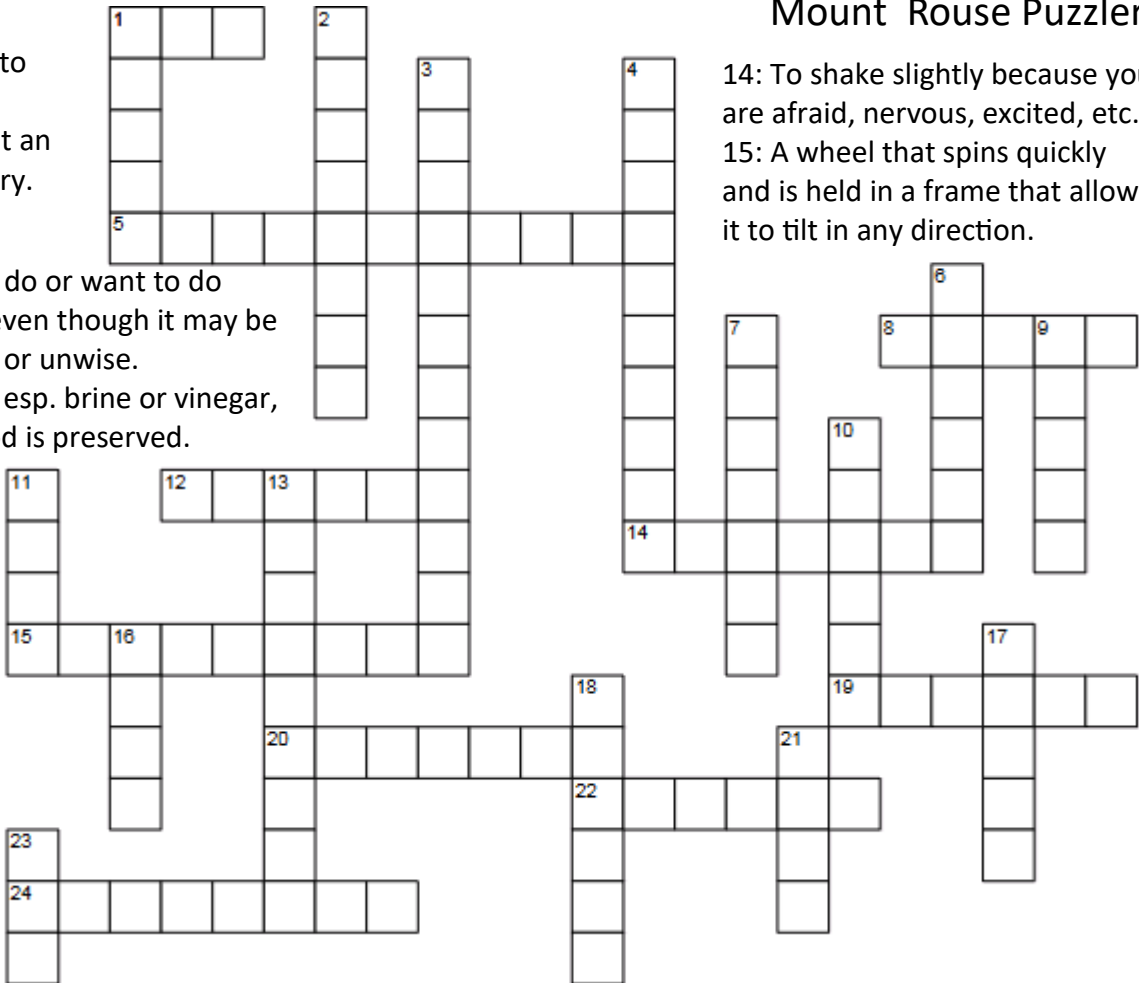 Mount Rouse Puzzler
to
t an
ry.
do or want to do
even though it may be
or unwise.
esp. brine or vinegar,
d is preserved.
14: To shake slightly because you
are afraid, nervous, excited, etc.
15: A wheel that spins quickly
and is held in a frame that allow
it to tilt in any direction.
1
2
3
4
5
6
7
8
9
10
11
12
13
14
15
16
17
18
19
20
21
22
23
24